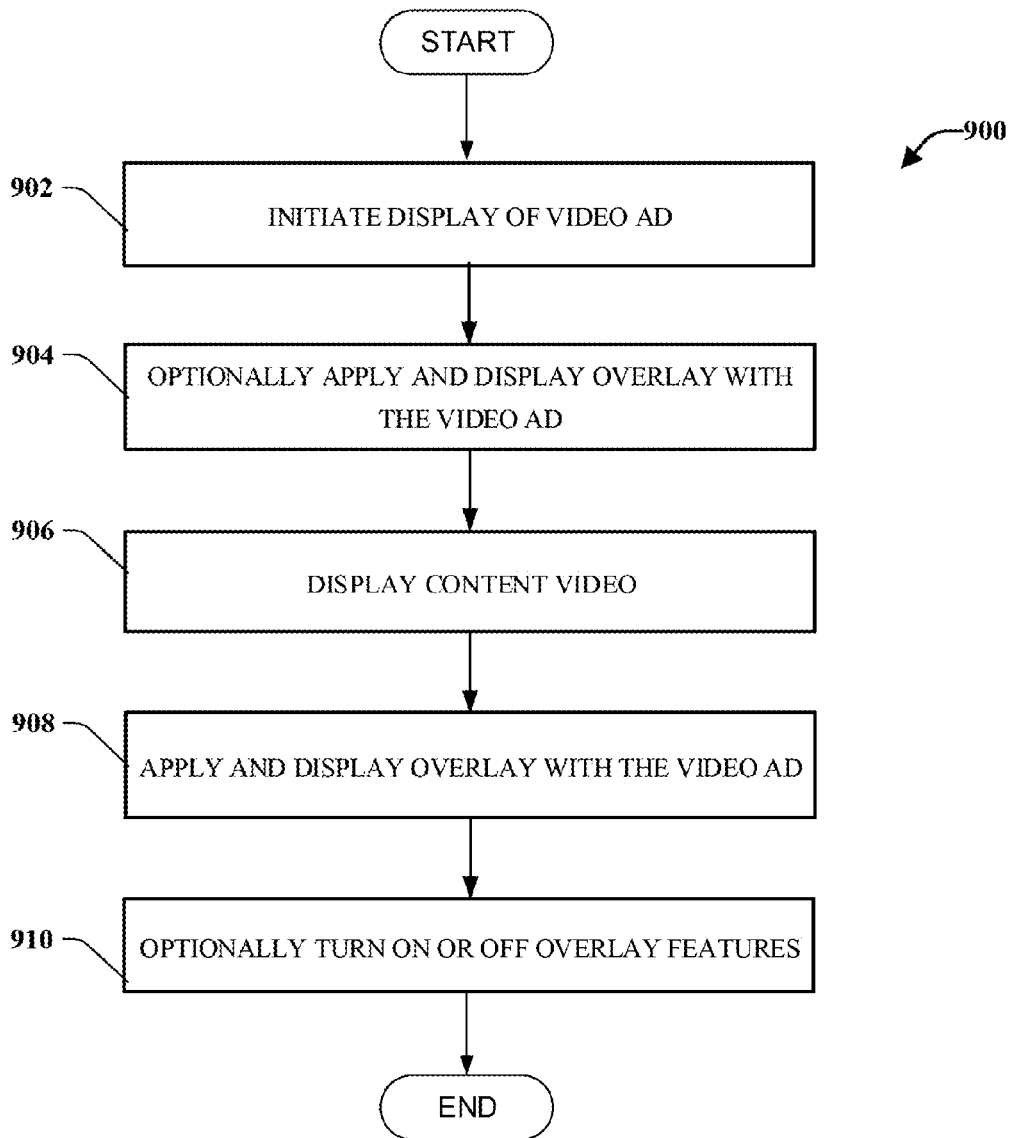 START
900
902
INITIATE DISPLAY OF VIDEO AD
904
OPTIONALLY APPLY AND DISPLAY OVERLAY WITH
THE VIDEO AD
906
DISPLAY CONTENT VIDEO
908
APPLY AND DISPLAY OVERLAY WITH THE VIDEO AD
910
OPTIONALLY TURN ON OR OFF OVERLAY FEATURES
END